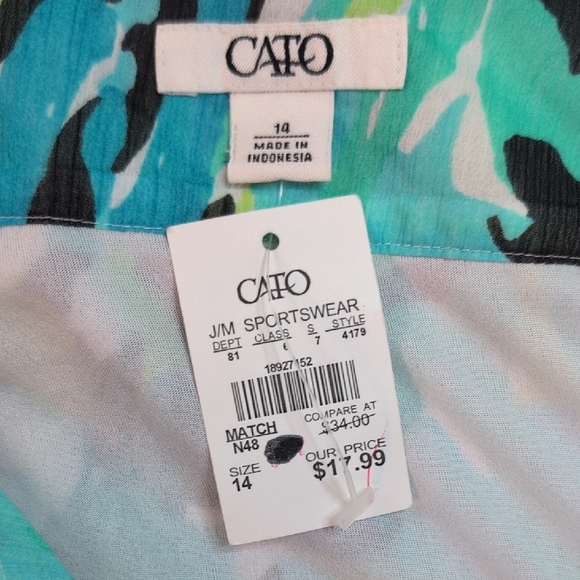 CATO
14
MADE IN
INDONESIA
CATO
J/M SPORTSWEAR
DEPT CLASS S STYLE
81 6 7 4179
18927152
MATCH COMPARE AT
N48 $34.00
SIZE OUR PRICE
14 $17.99